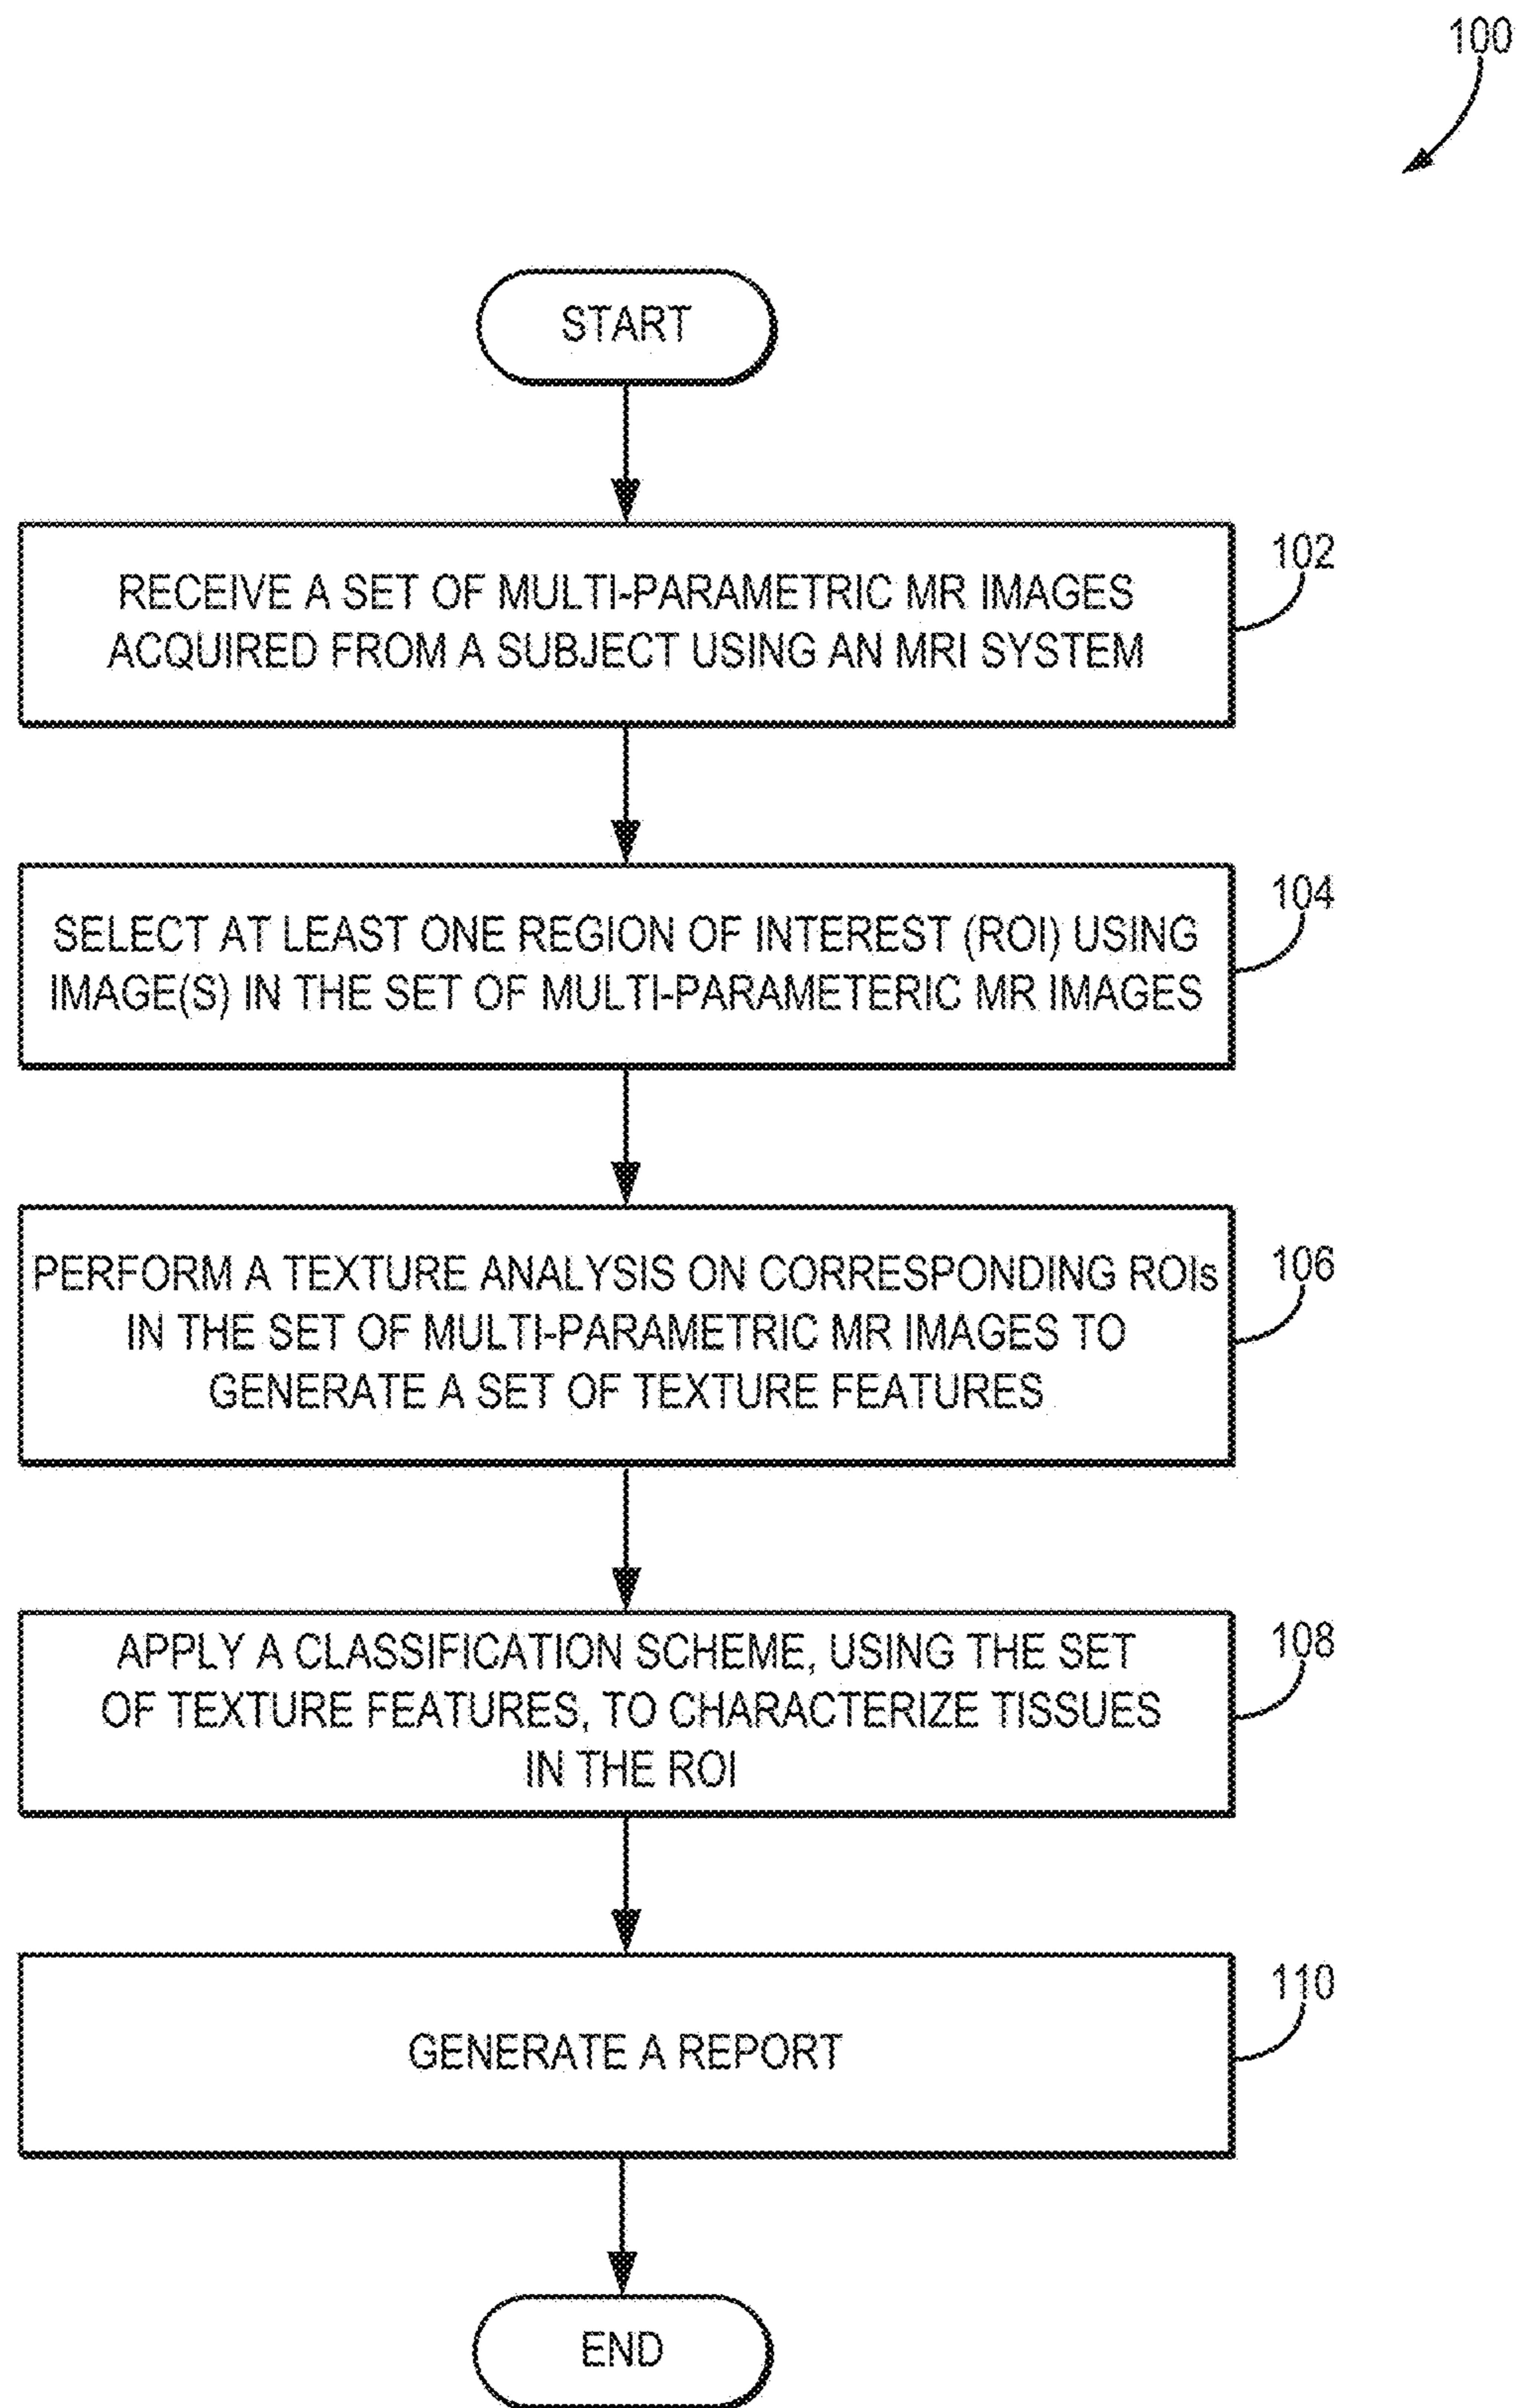 100
START
102
RECEIVE A SET OF MULTI-PARAMETRIC MR IMAGES
ACQUIRED FROM A SUBJECT USING AN MRI SYSTEM
104
SELECT AT LEAST ONE REGION OF INTEREST (ROI) USING
IMAGE(S) IN THE SET OF MULTI-PARAMETERIC MR IMAGES
106
PERFORM A TEXTURE ANALYSIS ON CORRESPONDING ROIs
IN THE SET OF MULTI-PARAMETRIC MR IMAGES TO
GENERATE A SET OF TEXTURE FEATURES
108
APPLY A CLASSIFICATION SCHEME, USING THE SET
OF TEXTURE FEATURES, TO CHARACTERIZE TISSUES
IN THE ROI
110
GENERATE A REPORT
END